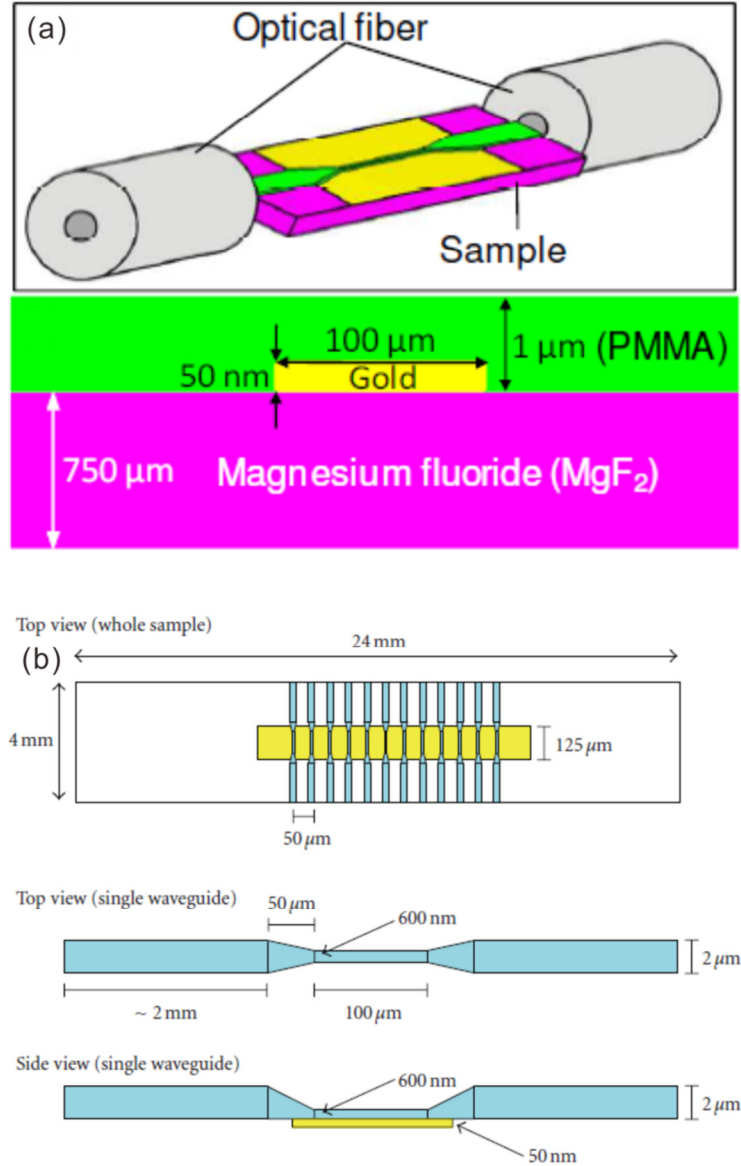 (a)
Optical fiber
Sample
100 μm
1 μm (PMMA)
50 nm
Gold
750 μm
Magnesium fluoride (MgF₂)
Top view (whole sample)
(b)
24 mm
4 mm
125 μm
50 μm
Top view (single waveguide)
50 μm
600 nm
2 μm
~ 2 mm
100 μm
Side view (single waveguide)
600 nm
2 μm
50 nm